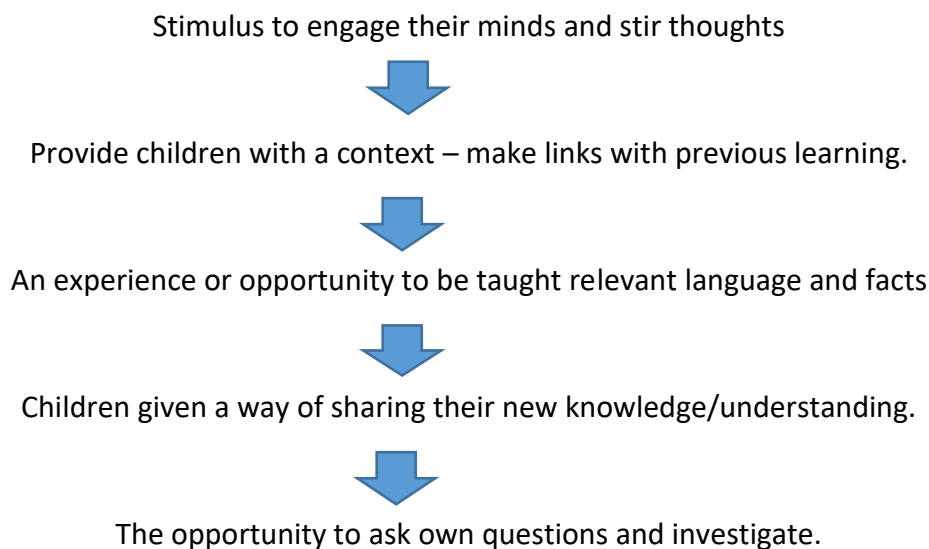 Stimulus to engage their minds and stir thoughts
Provide children with a context – make links with previous learning.
An experience or opportunity to be taught relevant language and facts
Children given a way of sharing their new knowledge/understanding.
The opportunity to ask own questions and investigate.